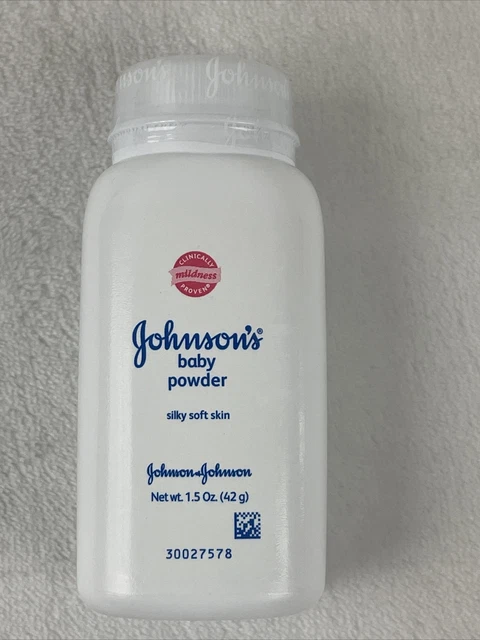 Johnson's Johnson's
CLINICALLY
mildness
PROVEN®
Johnson's®
baby
powder
silky soft skin
Johnson & Johnson
Net wt. 1.5 Oz. (42 g)
30027578